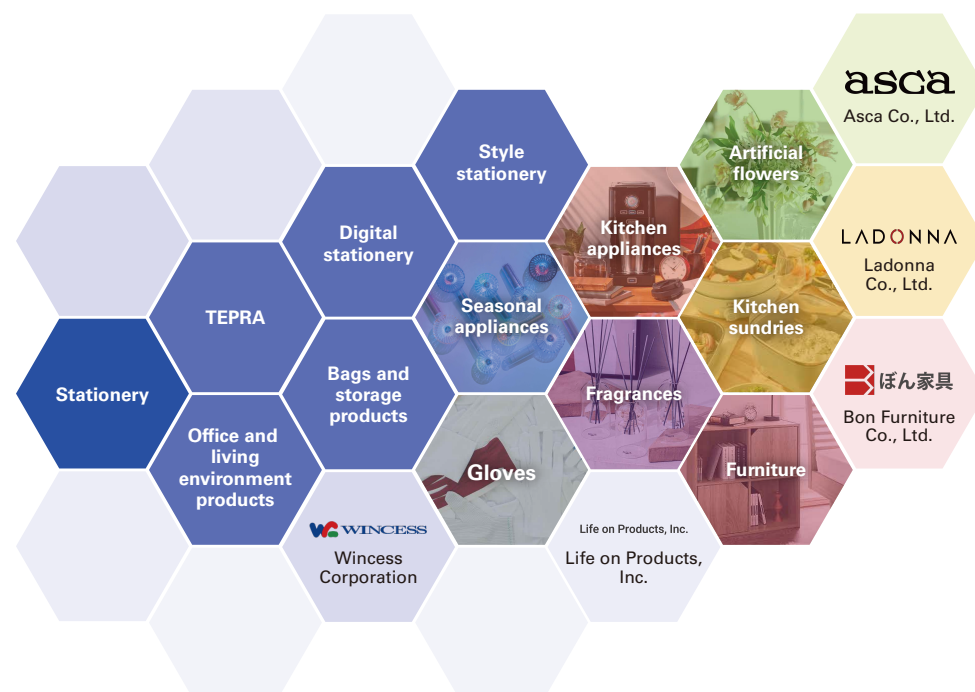 asca
Asca Co., Ltd.
Style
stationery
Artificial
flowers
Digital
stationery
Kitchen
appliances
LADONNA
Ladonna
Co., Ltd.
TEPRA
Seasonal
appliances
Kitchen
sundries
Stationery
Bags and
storage
products
Fragrances
ぼん家具
Bon Furniture
Co., Ltd.
Office and
living
environment
products
Gloves
Furniture
WINCESS
Wincess
Corporation
Life on Products, Inc.
Life on Products,
Inc.